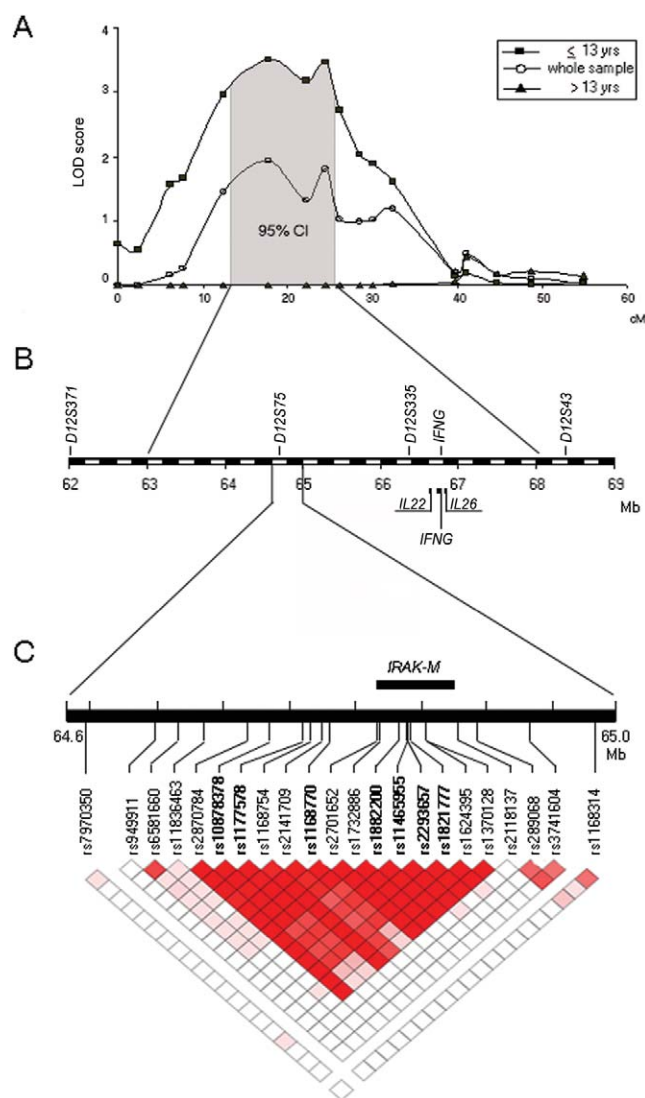 A
4
3
2
1
0
LOD score
≤ 13 yrs
whole sample
> 13 yrs
95% CI
0 10 20 30 40 50 60
cM
B
D12S371 D12S75 D12S335 IFNG D12S43
62 63 64 65 66 67 68 69
Mb
IL22 IL26
IFNG
C
IRAK-M
64.6 65.0
Mb
rs7970350
rs949911
rs6581660
rs11836463
rs2870784
rs10878378
rs1177578
rs1168754
rs2141709
rs1168770
rs2701652
rs1732886
rs1882200
rs11465955
rs2293657
rs1821777
rs1624395
rs1370128
rs2118137
rs289068
rs3741604
rs1168314